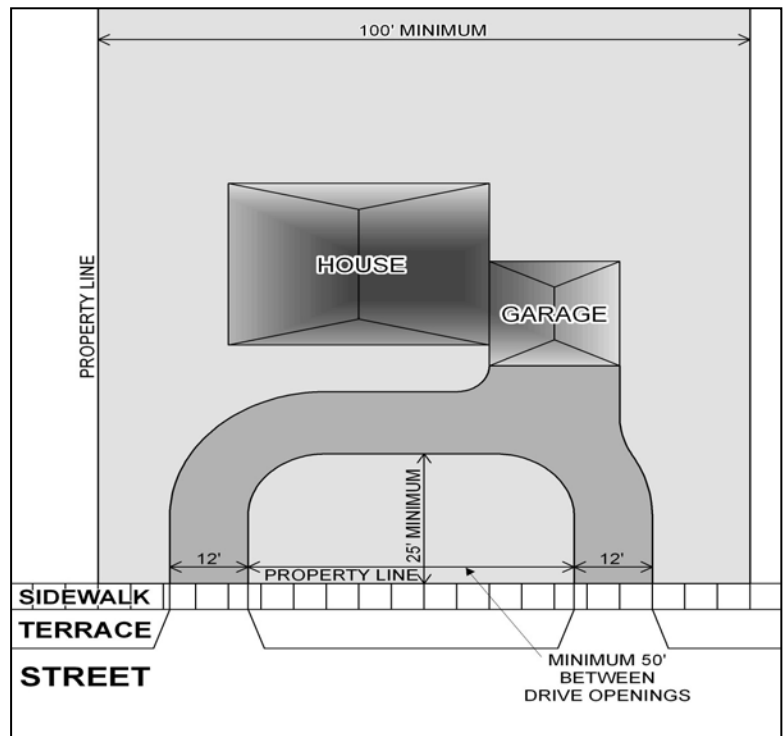 100' MINIMUM
HOUSE
GARAGE
PROPERTY LINE
25' MINIMUM
12'
12'
PROPERTY LINE
SIDEWALK
TERRACE
STREET
MINIMUM 50'
BETWEEN
DRIVE OPENINGS